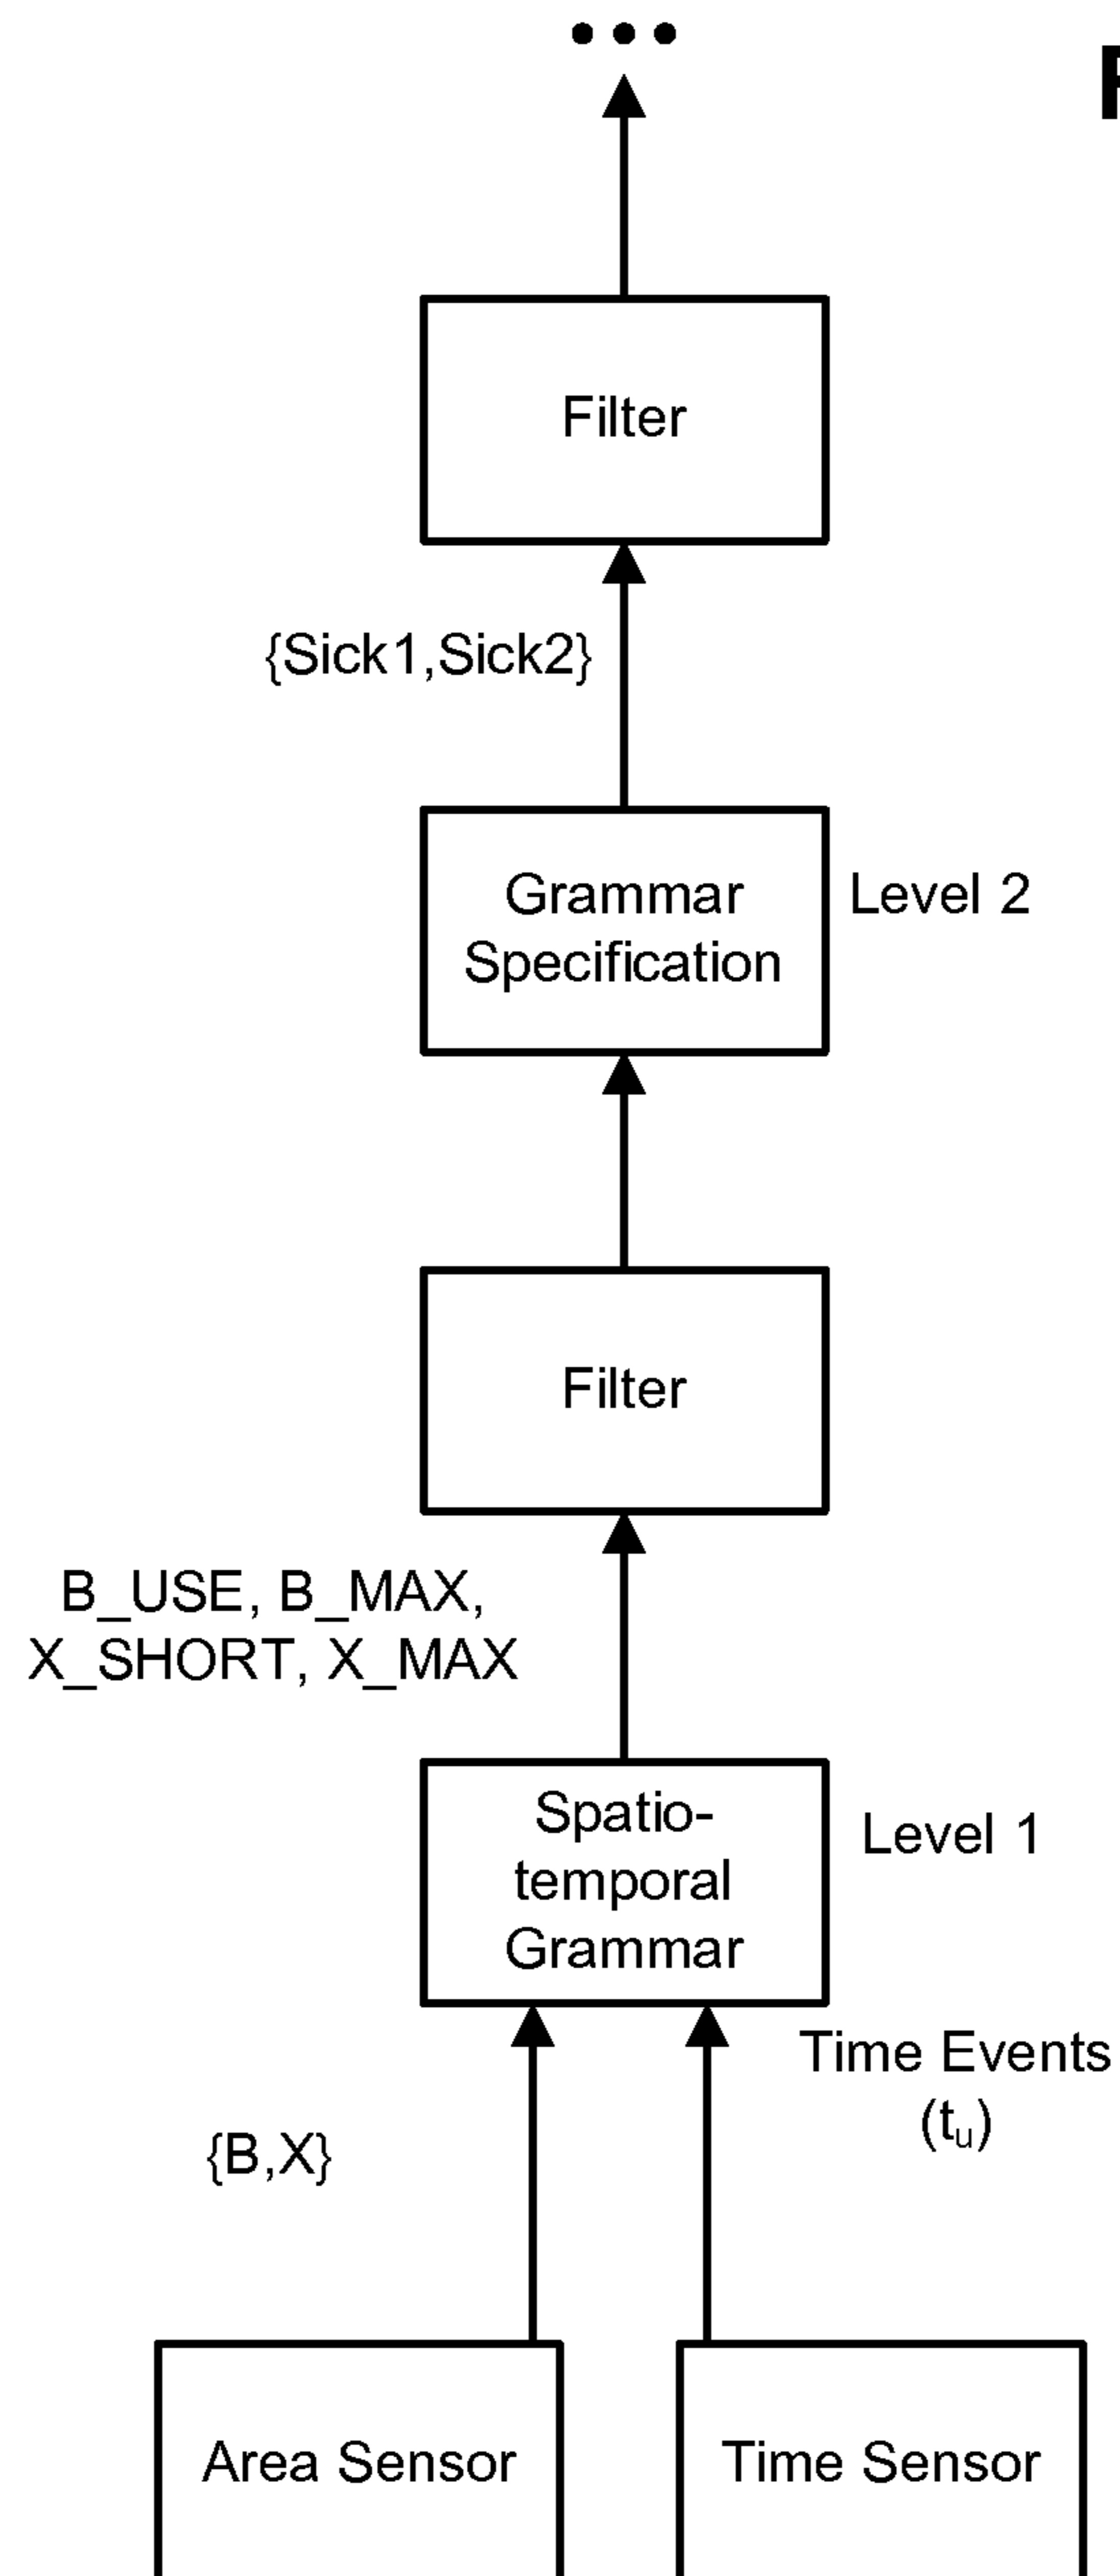 •••
F
Filter
{Sick1,Sick2}
Grammar
Specification
Level 2
Filter
B_USE, B_MAX,
X_SHORT, X_MAX
Spatio-
temporal
Grammar
Level 1
Time Events
(tu)
{B,X}
Area Sensor
Time Sensor